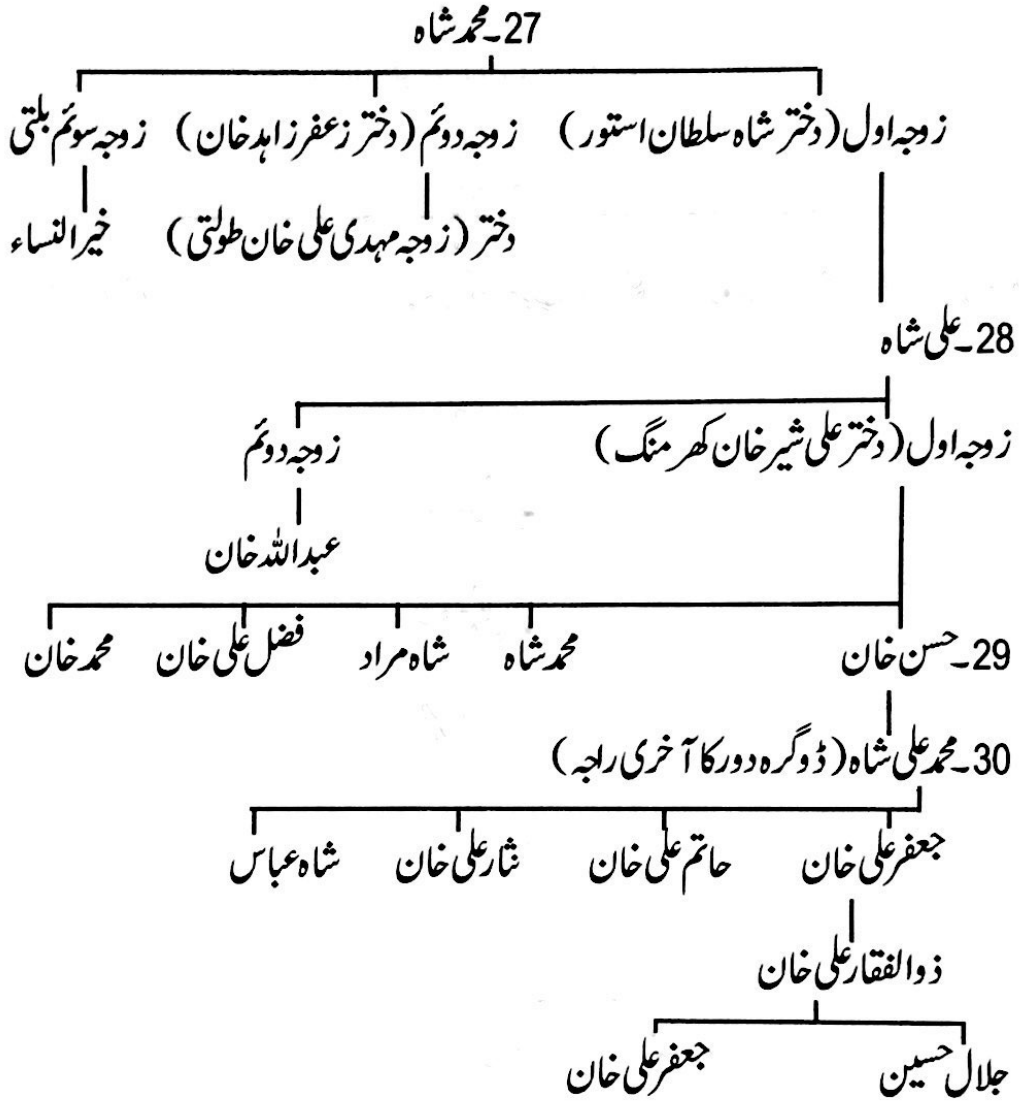 27۔محمد شاہ
زوجہ اول (دختر شاہ سلطان استور) زوجہ دوئم (دختر زعفر زاہد خان) زوجہ سوئم بلتی
دختر (زوجہ مہدی علی خان طولتی) خیر النساء
28۔علی شاہ
زوجہ اول (دختر علی شیر خان کھرمنگ) زوجہ دوئم
عبداللہ خان
29۔حسن خان محمد شاہ شاہ مراد فضل علی خان محمد خان
30۔محمد علی شاہ (ڈوگرہ دور کا آخری راجہ)
جعفر علی خان حاتم علی خان نثار علی خان شاہ عباس
ذوالفقار علی خان
جلال حسین جعفر علی خان